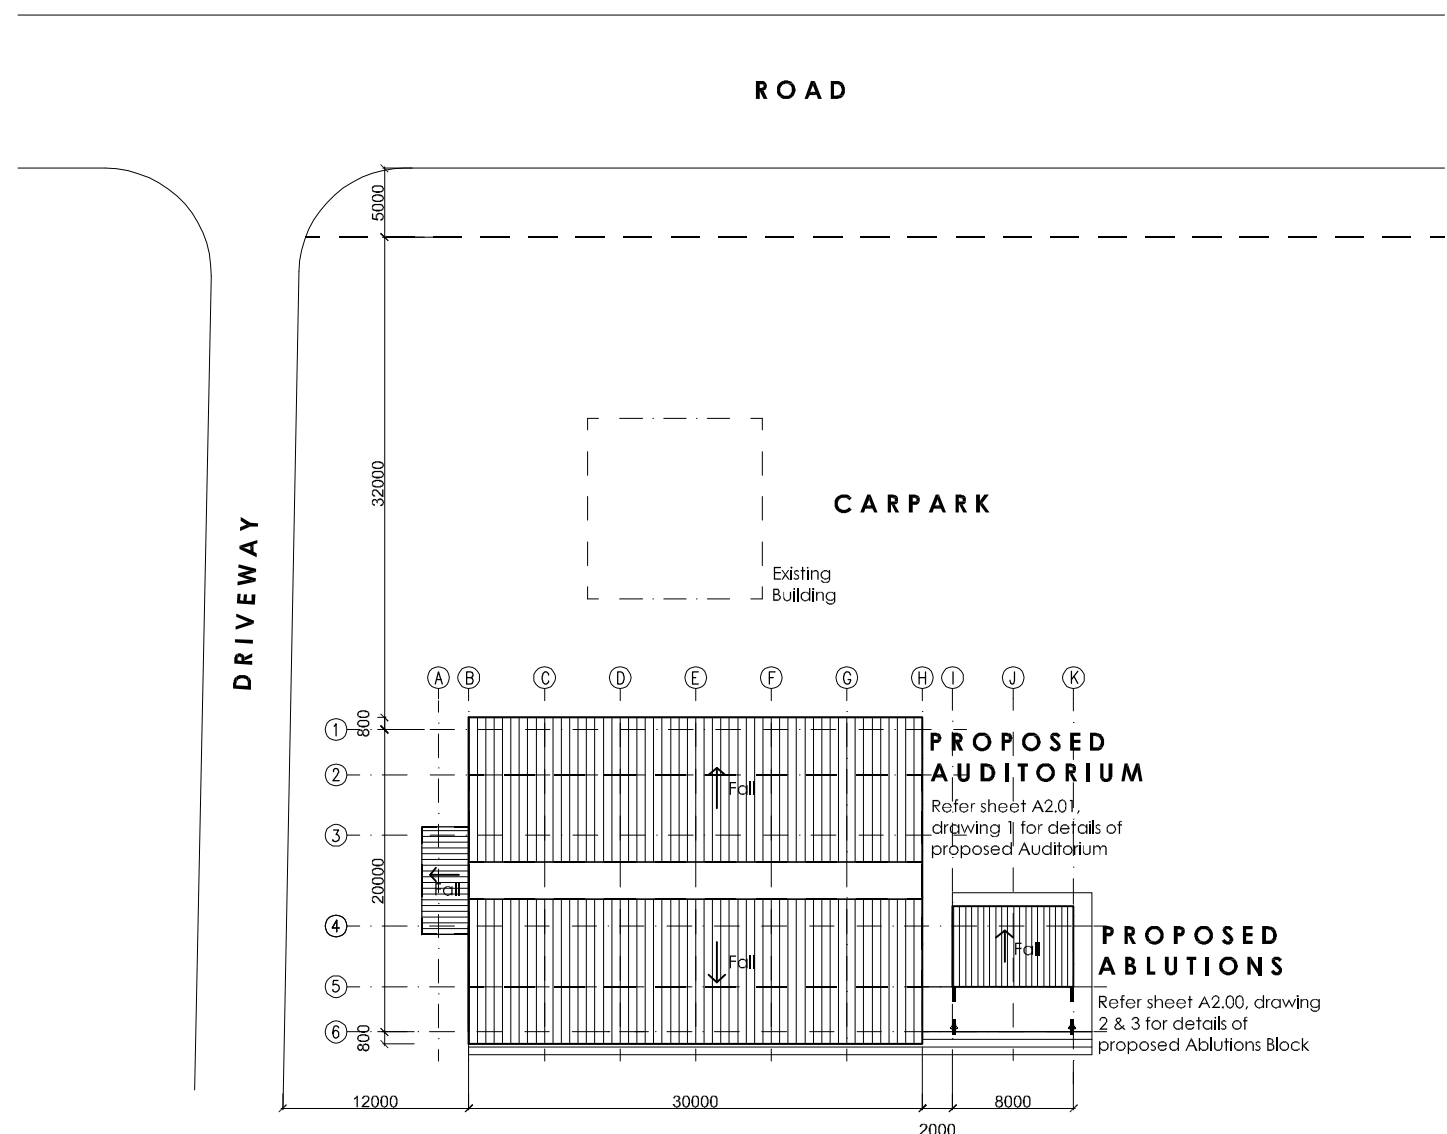 ROAD
5000
32000
CARPARK
DRIVEWAY
Existing
Building
A B C D E F G H I J K
800
1
PROPOSED
AUDITORIUM
2
Fall
Refer sheet A2.01,
drawing 1 for details of
proposed Auditorium
3
20000
Fall
4
PROPOSED
ABLUTIONS
Fall
Fall
5
Refer sheet A2.00, drawing
2 & 3 for details of
proposed Ablutions Block
6
800
12000 30000 8000
2000